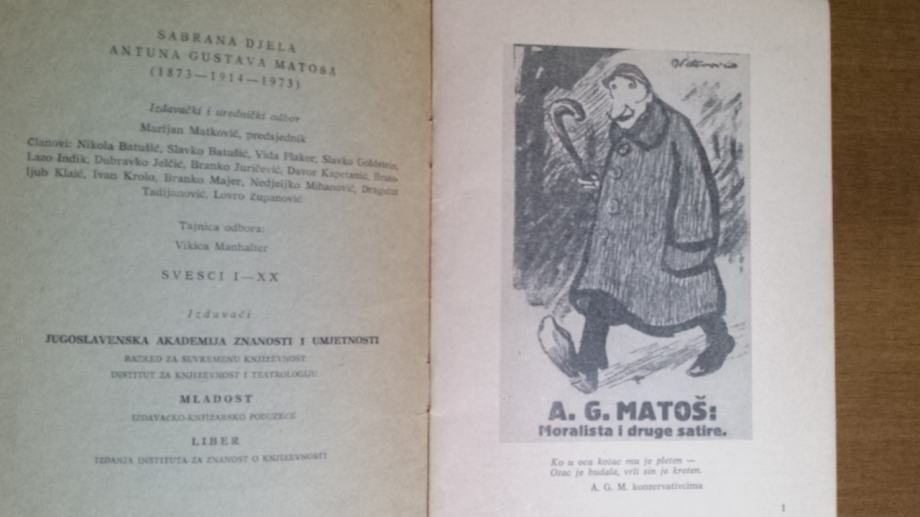 SABRANA DJELA
ANTUNA GUSTAVA MATOŠA
(1873—1914—1973)
Izdavački i urednički odbor
Marijan Matković, predsjednik
Članovi: Nikola Batušić, Slavko Batušić, Vida Flaker, Slavko Goldstein,
Lazo Inđik, Dubravko Jelčić, Branko Juričević, Davor Kapetanić, Brato-
ljub Klaić, Ivan Krolo, Branko Majer, Nedjeljko Mihanović, Dragutin
Tadijanović, Lovro Županović
Tajnica odbora:
Vikica Manhalter
SVESCI I—XX
Izdavači
JUGOSLAVENSKA AKADEMIJA ZNANOSTI I UMJETNOSTI
RAZRED ZA SUVREMENU KNJIŽEVNOST
INSTITUT ZA KNJIŽEVNOST I TEATROLOGIJU
MLADOST
IZDAVAČKO-KNJIŽARSKO PODUZEĆE
LIBER
IZDANJA INSTITUTA ZA ZNANOST O KNJIŽEVNOSTI
A. G. MATOŠ:
Moralista i druge satire.
Ko u oca kotac mu je pleten —
Otac je budala, vrli sin je kreten.
A. G. M. konzervativcima
1